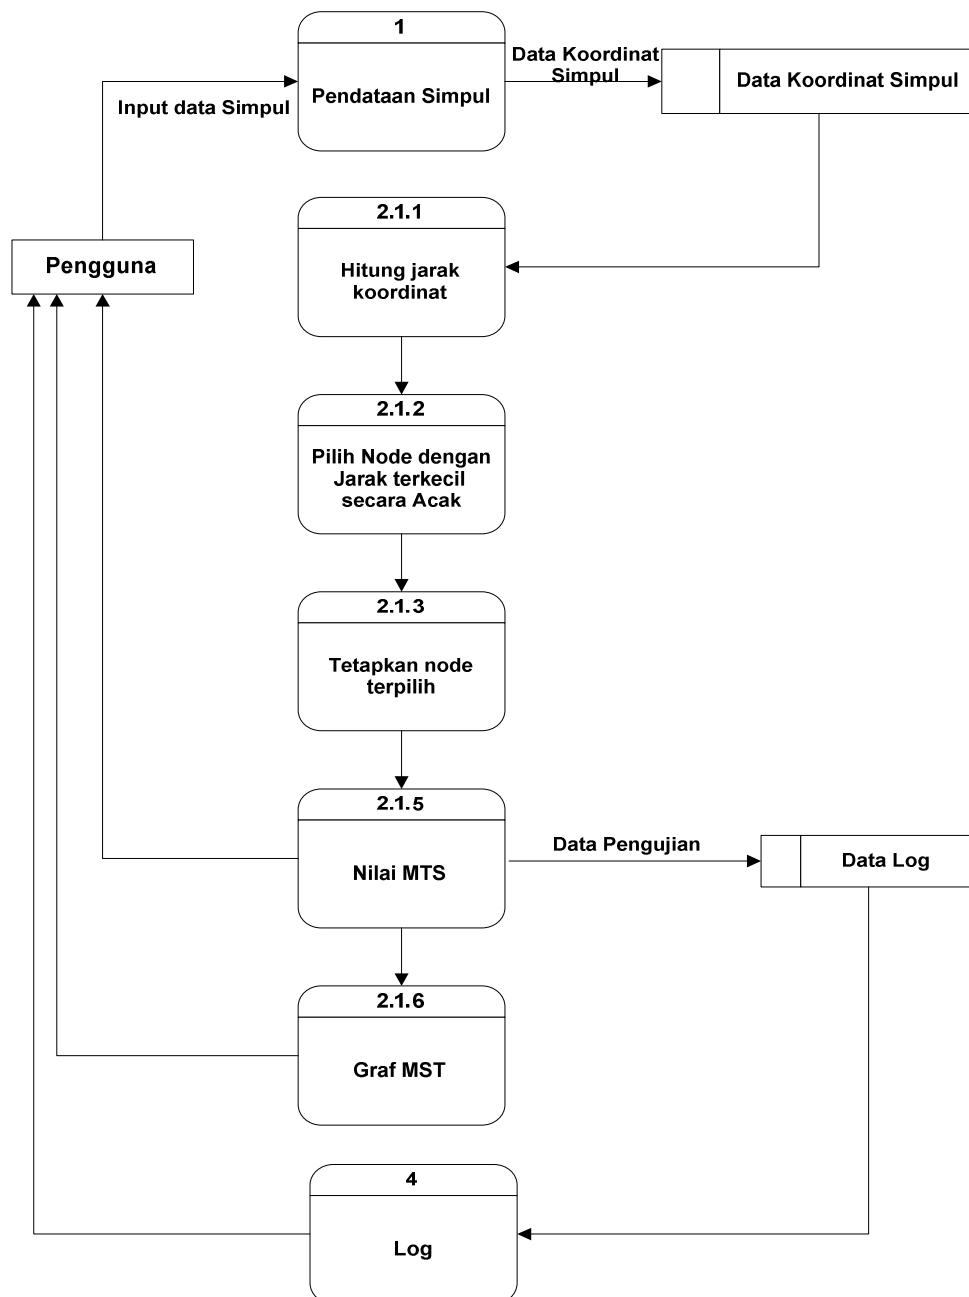 1
Pendataan Simpul
Data Koordinat
Simpul
Data Koordinat Simpul
Input data Simpul
Pengguna
2.1.1
Hitung jarak
koordinat
2.1.2
Pilih Node dengan
Jarak terkecil
secara Acak
2.1.3
Tetapkan node
terpilih
2.1.5
Nilai MTS
Data Pengujian
Data Log
2.1.6
Graf MST
4
Log